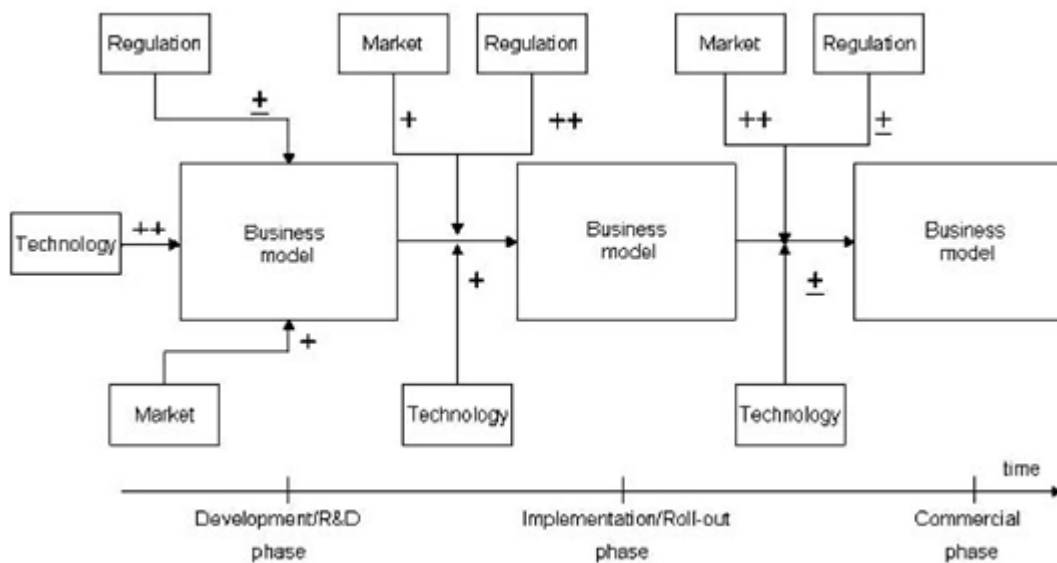 Regulation
Market
Regulation
Market
Regulation
±
+
++
++
±
Technology
++
Business
model
Business
model
Business
model
+
+
±
Market
Technology
Technology
time
Development/R&D
phase
Implementation/Roll-out
phase
Commercial
phase